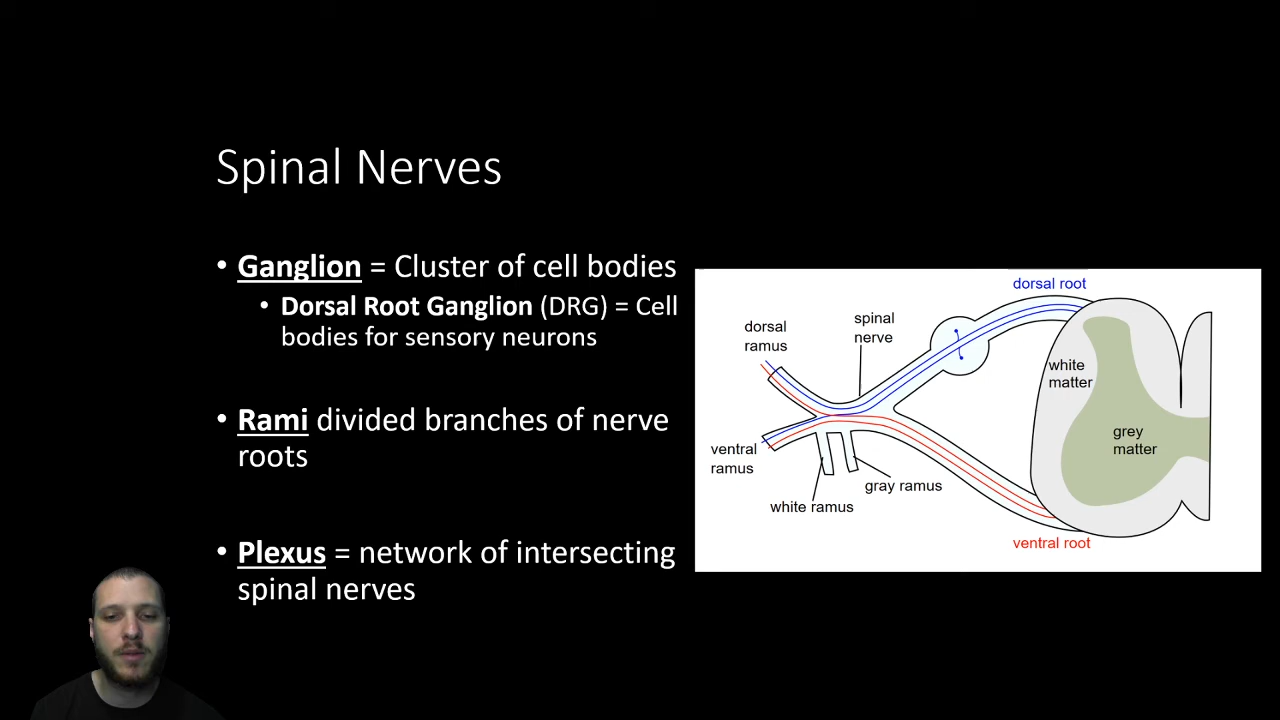 Spinal Nerves
• Ganglion = Cluster of cell bodies
• Dorsal Root Ganglion (DRG) = Cell
bodies for sensory neurons
• Rami divided branches of nerve
roots
• Plexus = network of intersecting
spinal nerves
dorsal root
dorsal
ramus
spinal
nerve
white
matter
grey
matter
ventral
ramus
gray ramus
white ramus
ventral root